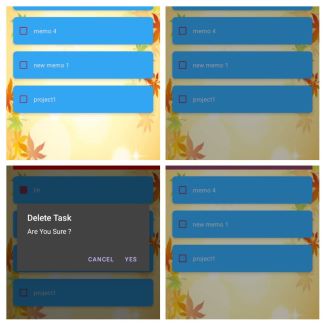 memo 4
new memo 1
project1
memo 4
new memo 1
project1
Delete Task
Are You Sure ?
CANCEL YES
project1
memo 4
new memo 1
project1